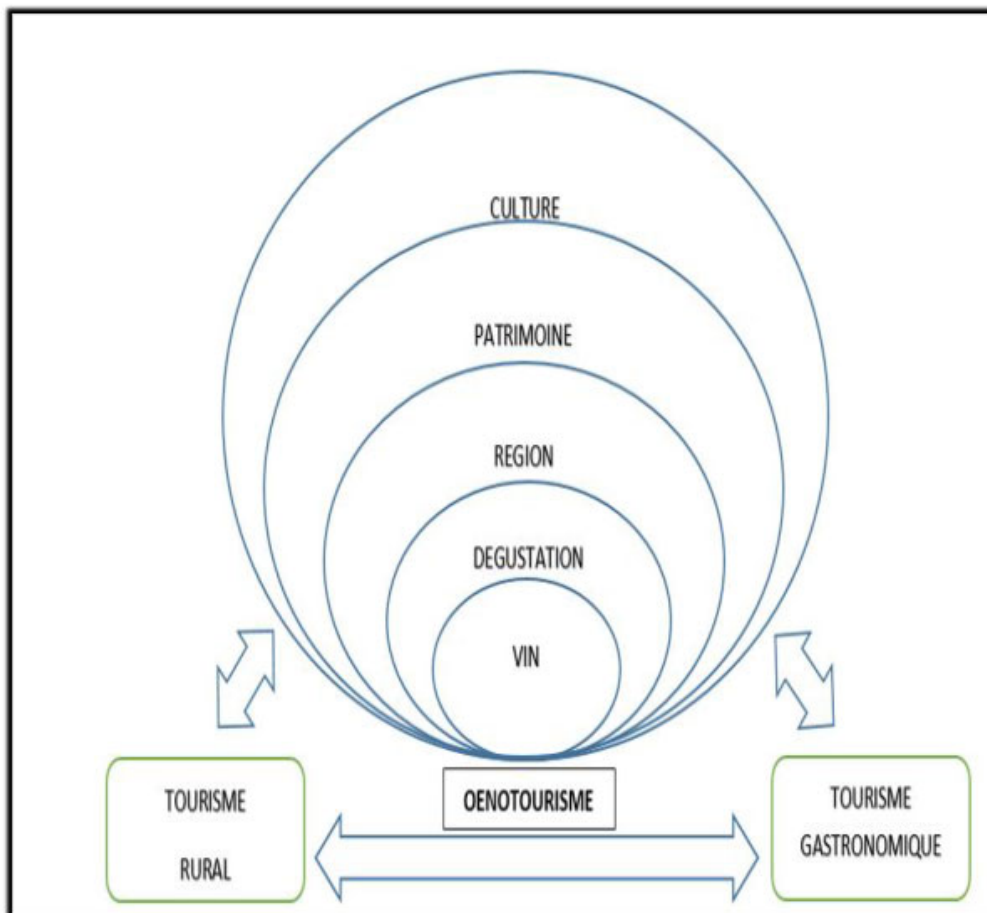 CULTURE
PATRIMOINE
REGION
DEGUSTATION
VIN
TOURISME
RURAL
OENOTOURISME
TOURISME
GASTRONOMIQUE